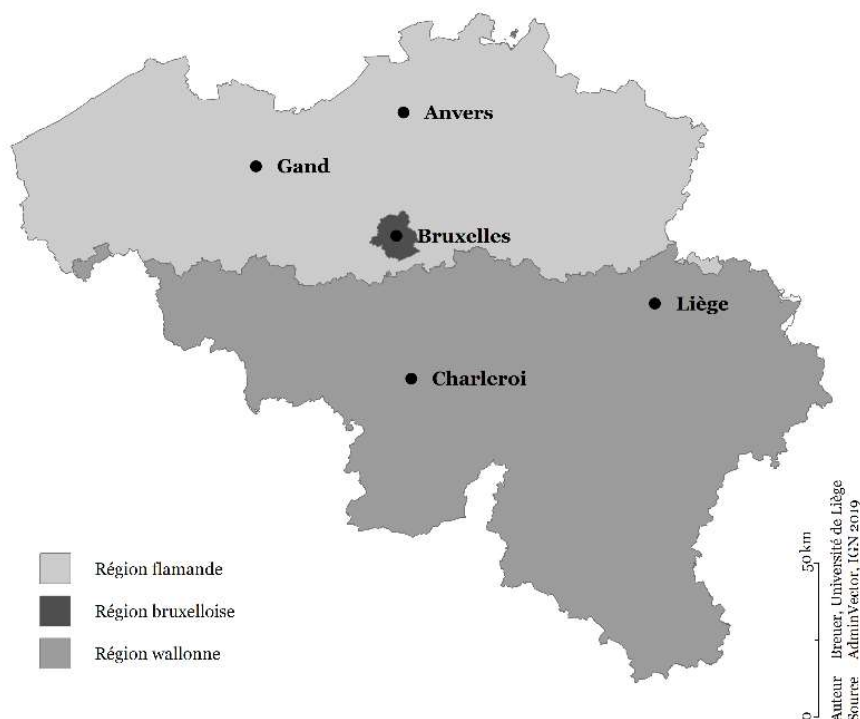 Anvers
Gand
Bruxelles
Liège
Charleroi
Région flamande
Région bruxelloise
Région wallonne
50 km
0
Auteur Breuer, Université de Liège
Source AdminVector, IGN 2019